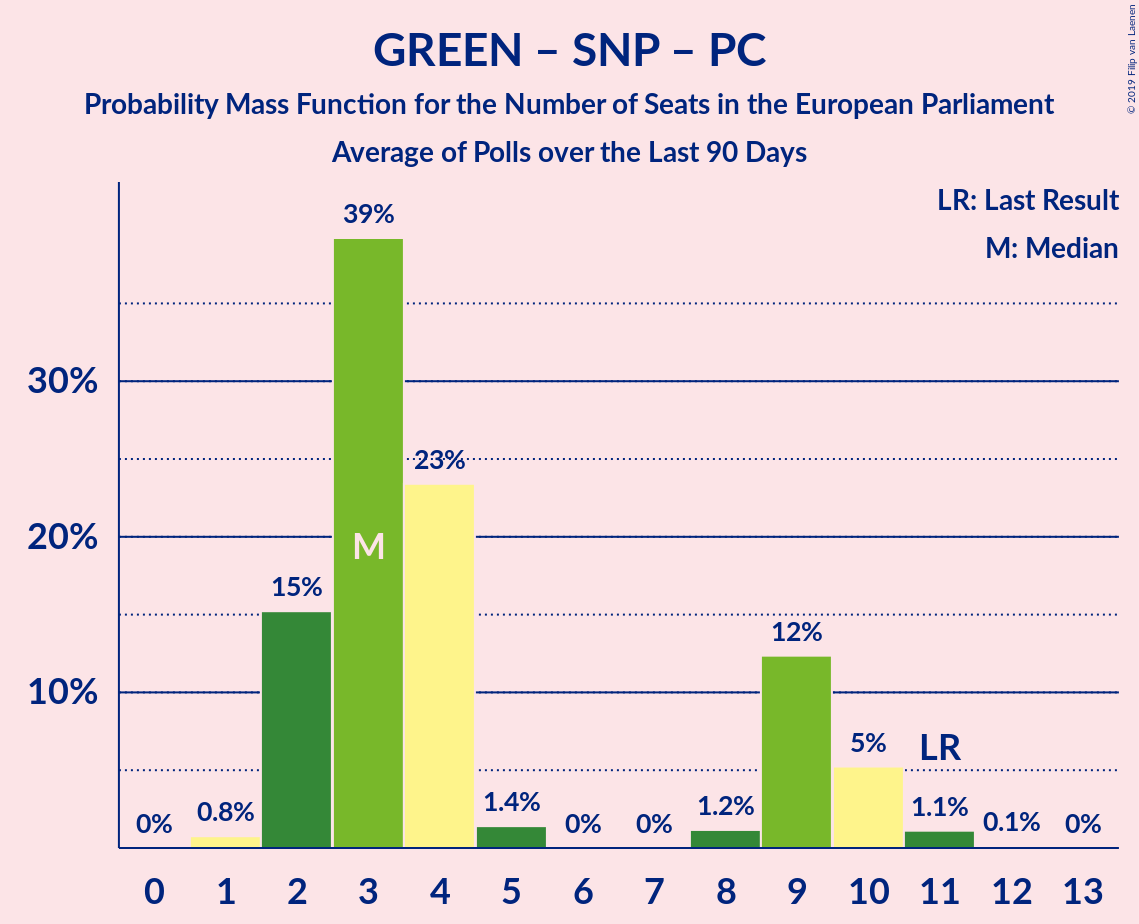 GREEN – SNP – PC
Probability Mass Function for the Number of Seats in the European Parliament
Average of Polls over the Last 90 Days
© 2019 Filip van Laenen
LR: Last Result
M: Median
39%
30%
23%
20%
M
15%
12%
10%
5%
LR
0%
0.8%
1.4%
0%
0%
1.2%
1.1%
0.1%
0%
0 1 2 3 4 5 6 7 8 9 10 11 12 13